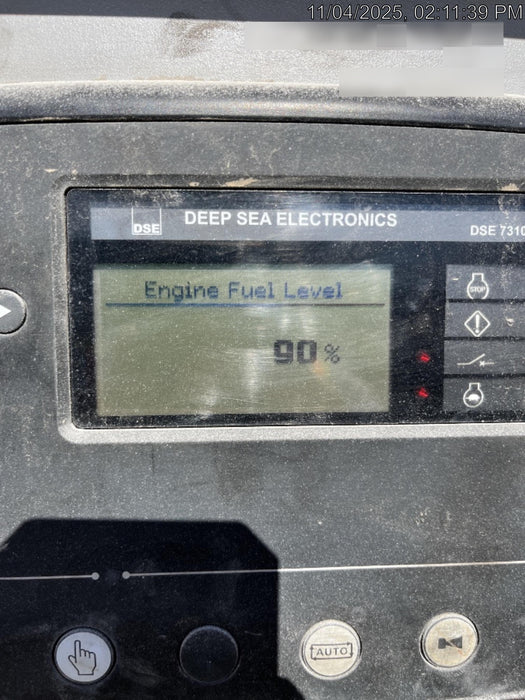 11/04/2025, 02:11:39 PM
DSE
DEEP SEA ELECTRONICS
DSE 7310
Engine Fuel Level
90 %
STOP
AUTO